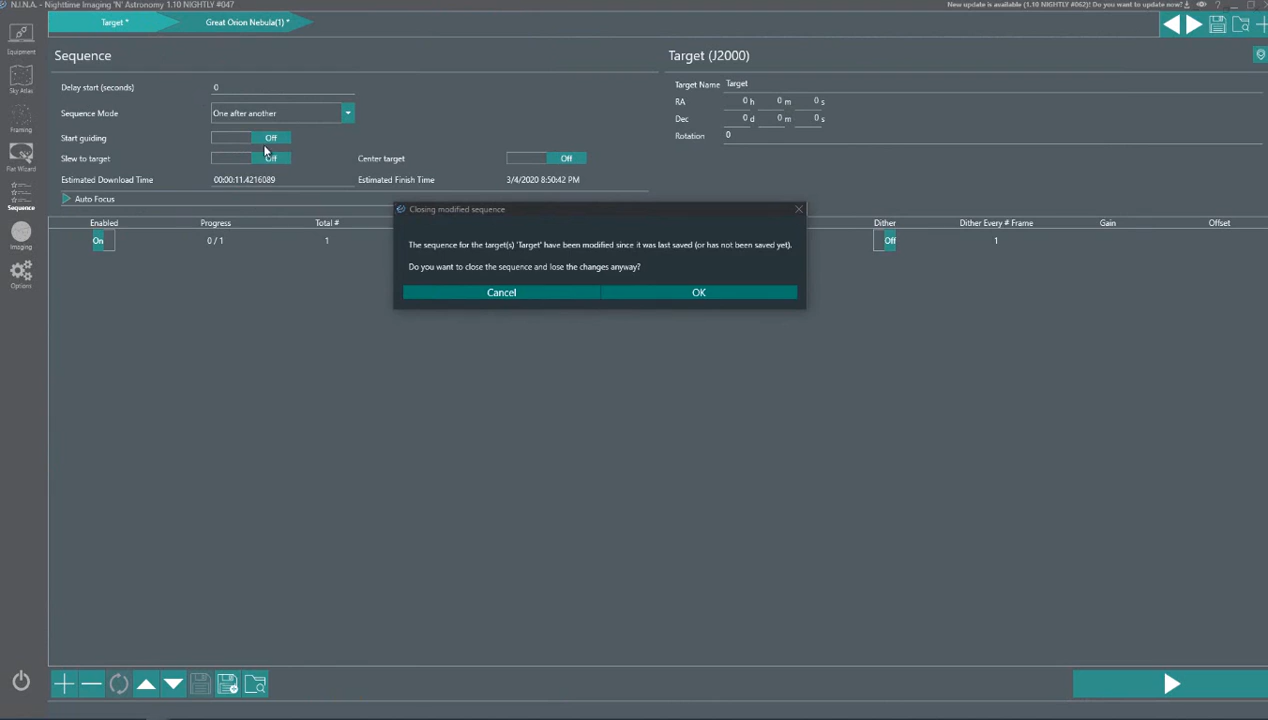 N.I.N.A. - Nighttime Imaging 'N' Astronomy 1.10 NIGHTLY #047
New update is available (1.10 NIGHTLY #062)! Do you want to update now?
Target *
Great Orion Nebula(1) *
Equipment
Sky Atlas
Framing
Flat Wizard
Sequence
Imaging
Options
Sequence
Delay start (seconds) 0
Sequence Mode One after another
Start guiding Off
Slew to target Off Center target Off
Estimated Download Time 00:00:11.4216089 Estimated Finish Time 3/4/2020 8:50:42 PM
Auto Focus
Target (J2000)
Target Name Target
RA 0 h 0 m 0 s
Dec 0 d 0 m 0 s
Rotation 0
Enabled Progress Total # Dither Dither Every # Frame Gain Offset
On 0 / 1 1 Off 1
Closing modified sequence
The sequence for the target(s) 'Target' have been modified since it was last saved (or has not been saved yet).
Do you want to close the sequence and lose the changes anyway?
Cancel OK